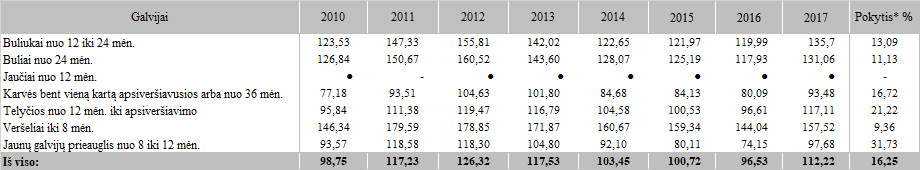 Galvijai 2010 2011 2012 2013 2014 2015 2016 2017 Pokytis* %
Buliukai nuo 12 iki 24 mėn. 123,53 147,33 155,81 142,02 122,65 121,97 119,99 135,7 13,09
Buliai nuo 24 mėn. 126,84 150,67 160,52 143,60 128,07 125,19 117,93 131,06 11,13
Jaučiai nuo 12 mėn. ● - ● ● ● ● ● ● -
Karvės bent vieną kartą apsiveršiavusios arba nuo 36 mėn. 77,18 93,51 104,63 101,80 84,68 84,13 80,09 93,48 16,72
Telyčios nuo 12 mėn. iki apsiveršiavimo 95,84 111,38 119,47 116,79 104,58 100,53 96,61 117,11 21,22
Veršeliai iki 8 mėn. 146,34 179,59 178,85 171,87 160,67 159,34 144,04 157,52 9,36
Jaunų galvijų prieauglis nuo 8 iki 12 mėn. 93,57 118,58 118,30 104,80 92,10 80,11 74,15 97,68 31,73
Iš viso: 98,75 117,23 126,32 117,53 103,45 100,72 96,53 112,22 16,25